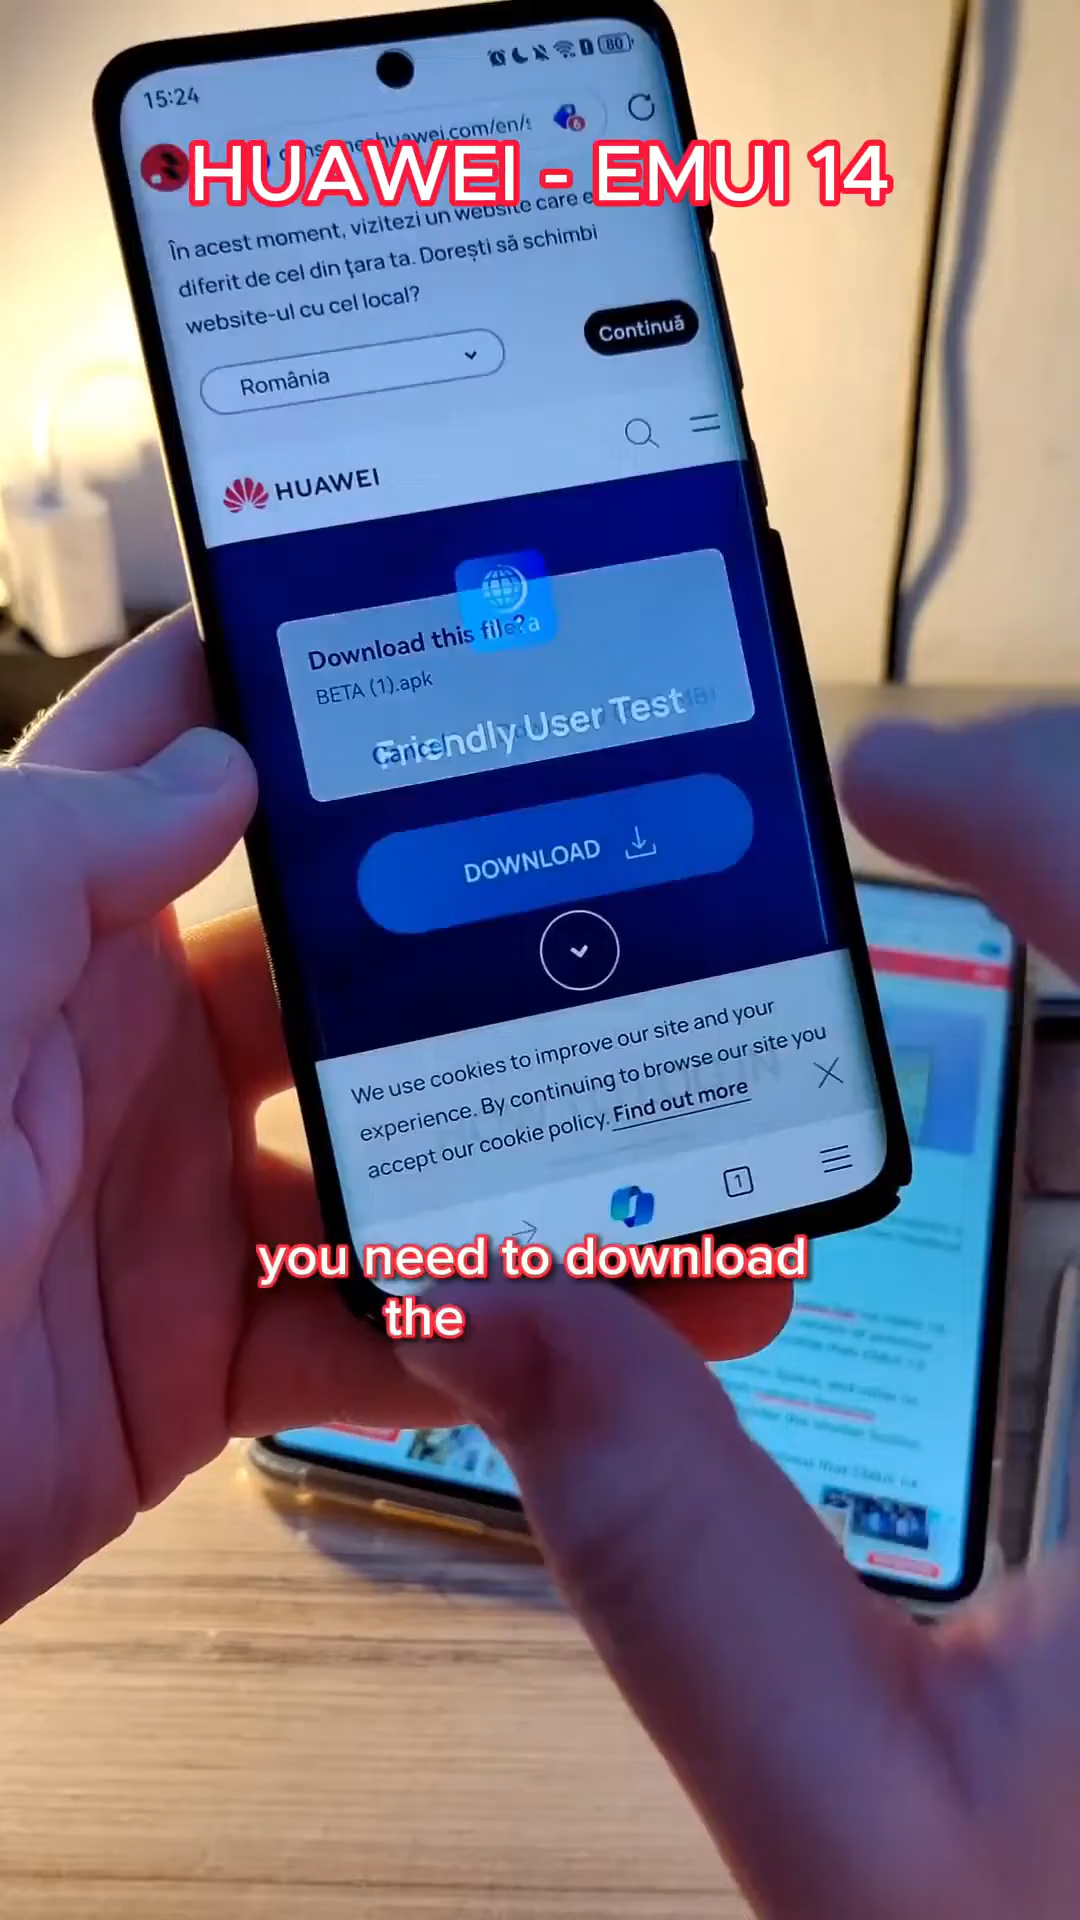 15:24
80
HUAWEI - EMUI 14
În acest moment, vizitezi un website care e
diferit de cel din țara ta. Dorești să schimbi
website-ul cu cel local?
România
Continuă
HUAWEI
Download this file?
BETA (1).apk
Friendly User Test
Cancel
DOWNLOAD
We use cookies to improve our site and your
experience. By continuing to browse our site you
accept our cookie policy. Find out more
1
you need to download
the